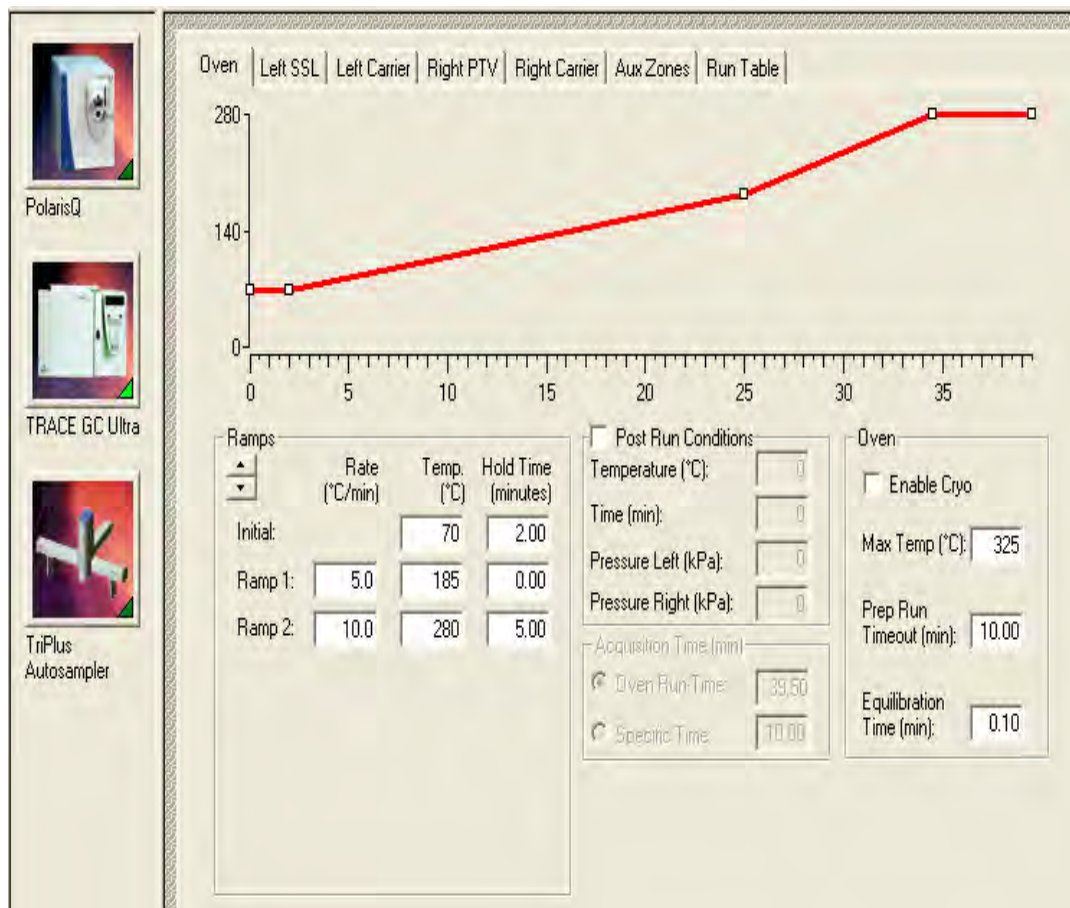 Oven Left SSL Left Carrier Right PTV Right Carrier Aux Zones Run Table
280
140
0
0 5 10 15 20 25 30 35
PolarisQ
TRACE GC Ultra
TriPlus
Autosampler
Ramps
Rate
(°C/min)
Temp.
(°C)
Hold Time
(minutes)
Initial: 70 2.00
Ramp 1: 5.0 185 0.00
Ramp 2: 10.0 280 5.00
Post Run Conditions
Temperature (°C): 0
Time (min): 0
Pressure Left (kPa): 0
Pressure Right (kPa): 0
Acquisition Time (min)
Oven Run-Time: 39.50
Specific Time: 10.00
Oven
Enable Cryo
Max Temp (°C): 325
Prep Run
Timeout (min): 10.00
Equilibration
Time (min): 0.10